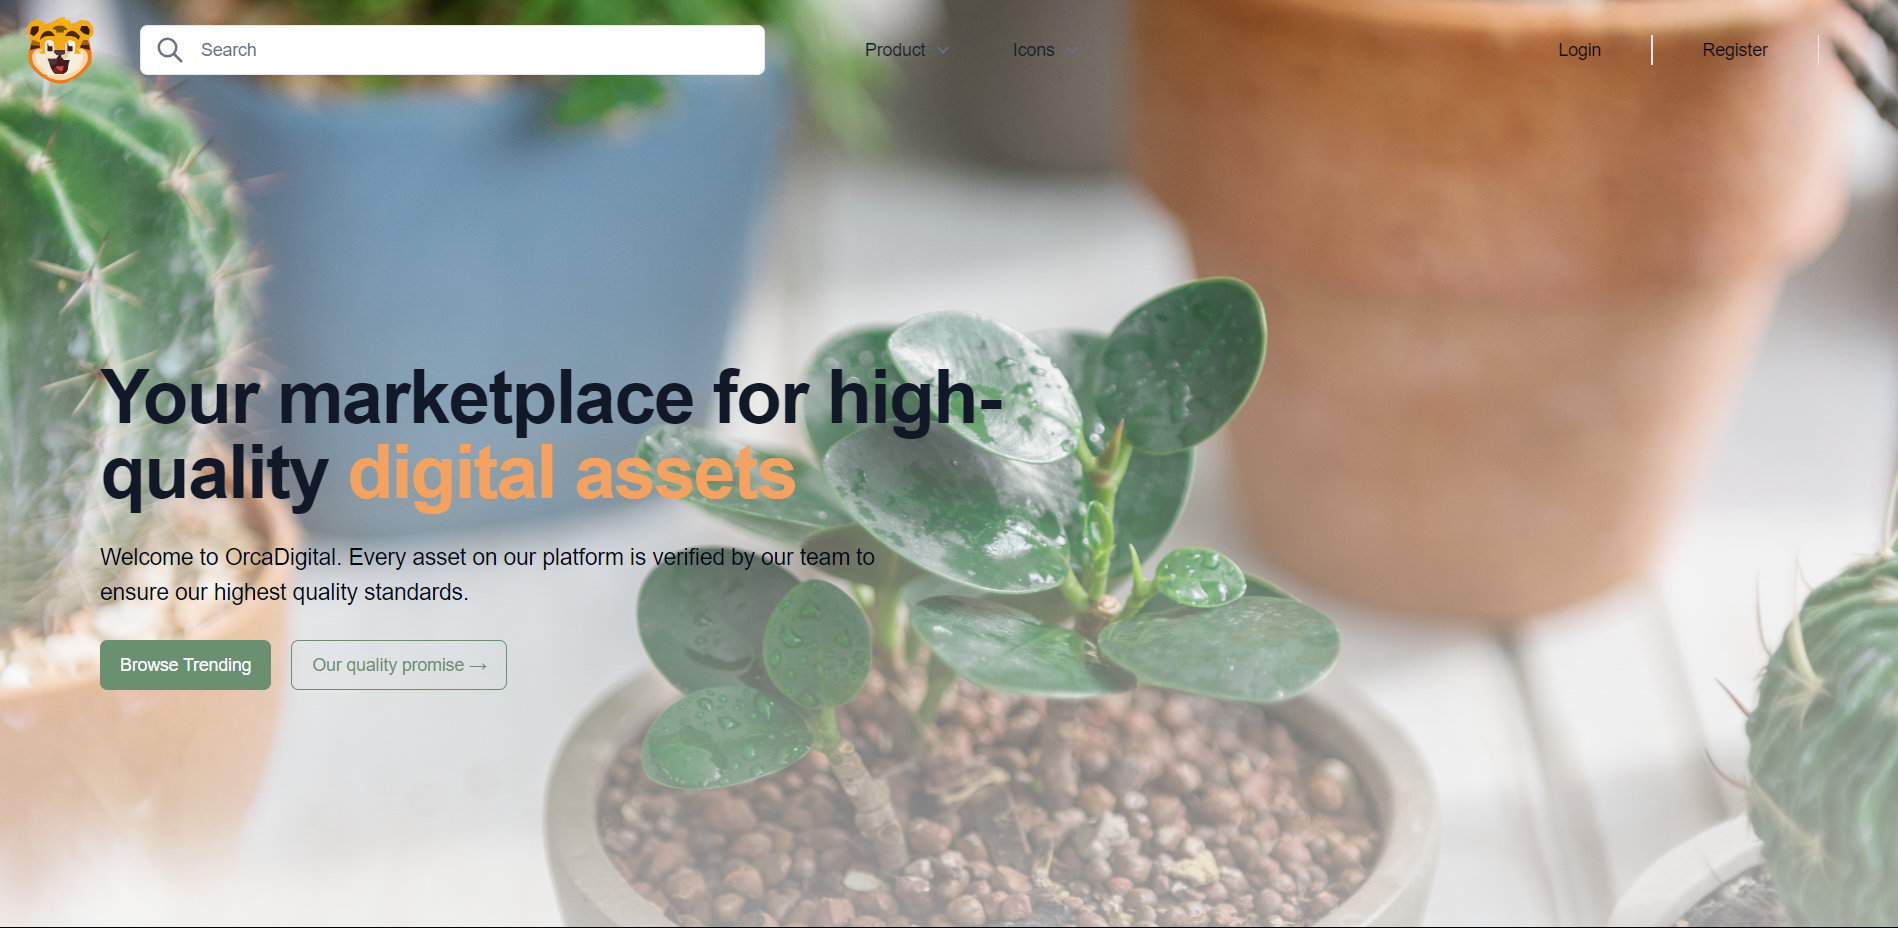 Search
Product
Icons
Login
Register
Your marketplace for high-
quality digital assets
Welcome to OrcaDigital. Every asset on our platform is verified by our team to
ensure our highest quality standards.
Browse Trending
Our quality promise →